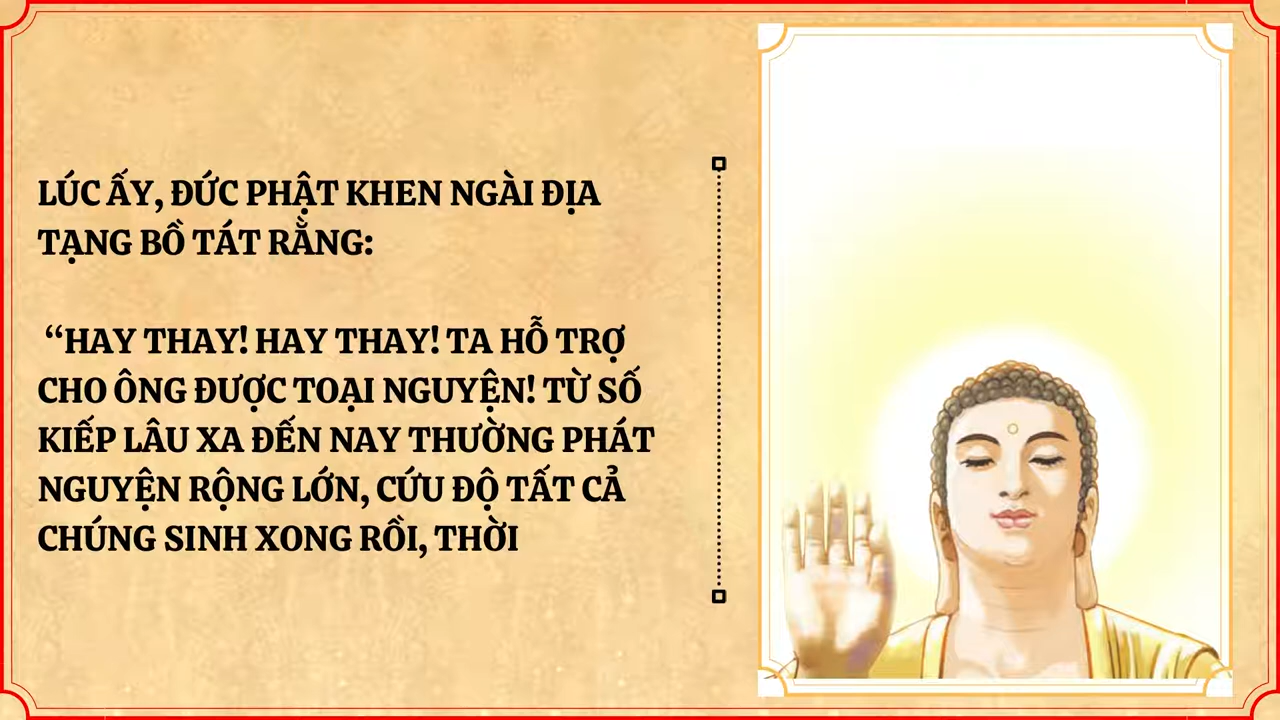 LÚC ẤY, ĐỨC PHẬT KHEN NGÀI ĐỊA
TẠNG BỒ TÁT RẰNG:
“HAY THAY! HAY THAY! TA HỖ TRỢ
CHO ÔNG ĐƯỢC TOẠI NGUYỆN! TỪ SỐ
KIẾP LÂU XA ĐẾN NAY THƯỜNG PHÁT
NGUYỆN RỘNG LỚN, CỨU ĐỘ TẤT CẢ
CHÚNG SINH XONG RỒI, THỜI